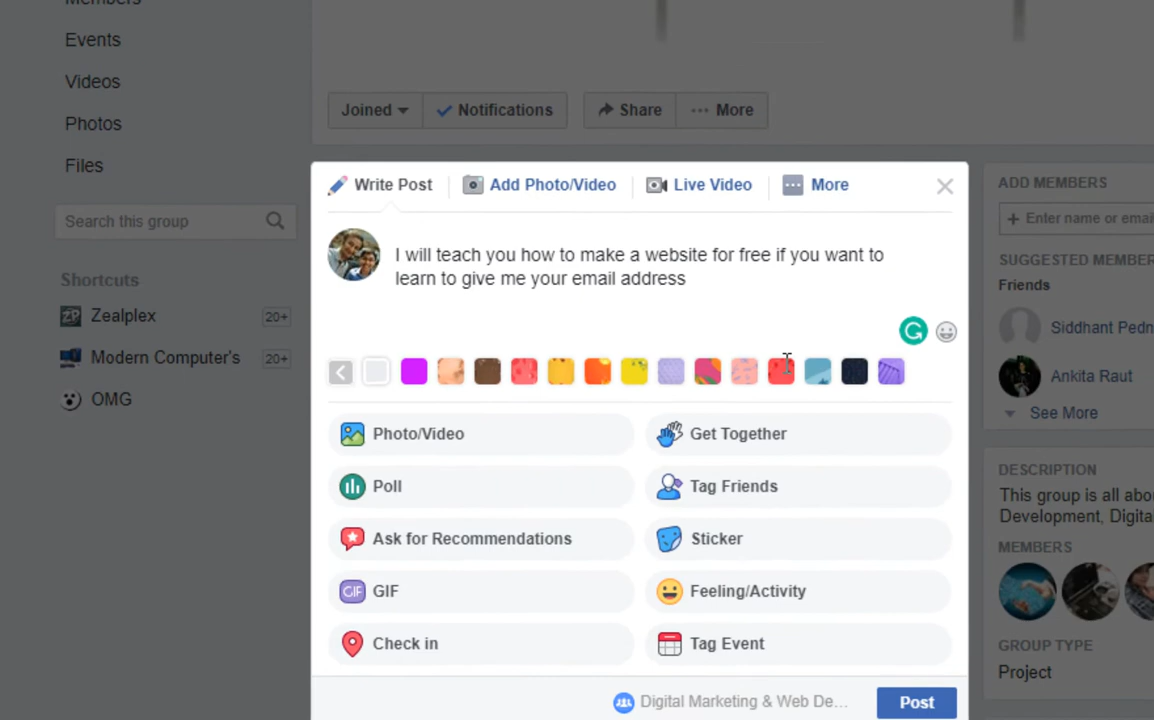 Members
Events
Videos
Photos
Files
Search this group
Shortcuts
Zealplex 20+
Modern Computer's 20+
OMG
Joined Notifications Share More
Write Post Add Photo/Video Live Video More
I will teach you how to make a website for free if you want to
learn to give me your email address
Photo/Video Get Together
Poll Tag Friends
Ask for Recommendations Sticker
GIF GIF Feeling/Activity
Check in Tag Event
Digital Marketing & Web De... Post
ADD MEMBERS
+ Enter name or emai
SUGGESTED MEMBER
Friends
Siddhant Pedn
Ankita Raut
See More
DESCRIPTION
This group is all abou
Development, Digita
MEMBERS
GROUP TYPE
Project